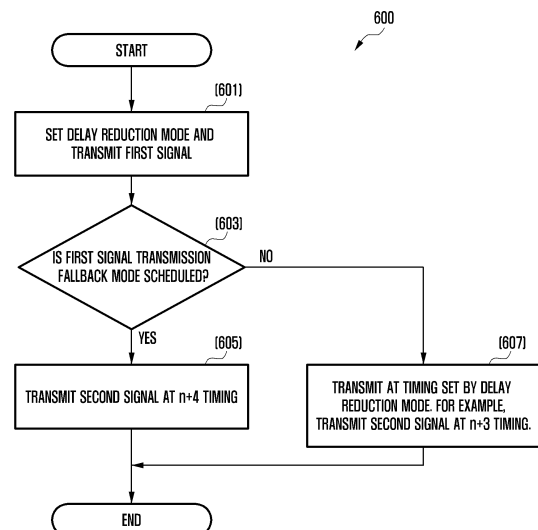 600
START
(601)
SET DELAY REDUCTION MODE AND
TRANSMIT FIRST SIGNAL
(603)
IS FIRST SIGNAL TRANSMISSION
FALLBACK MODE SCHEDULED?
NO
YES
(605)
TRANSMIT SECOND SIGNAL AT n+4 TIMING
(607)
TRANSMIT AT TIMING SET BY DELAY
REDUCTION MODE. FOR EXAMPLE,
TRANSMIT SECOND SIGNAL AT n+3 TIMING.
END